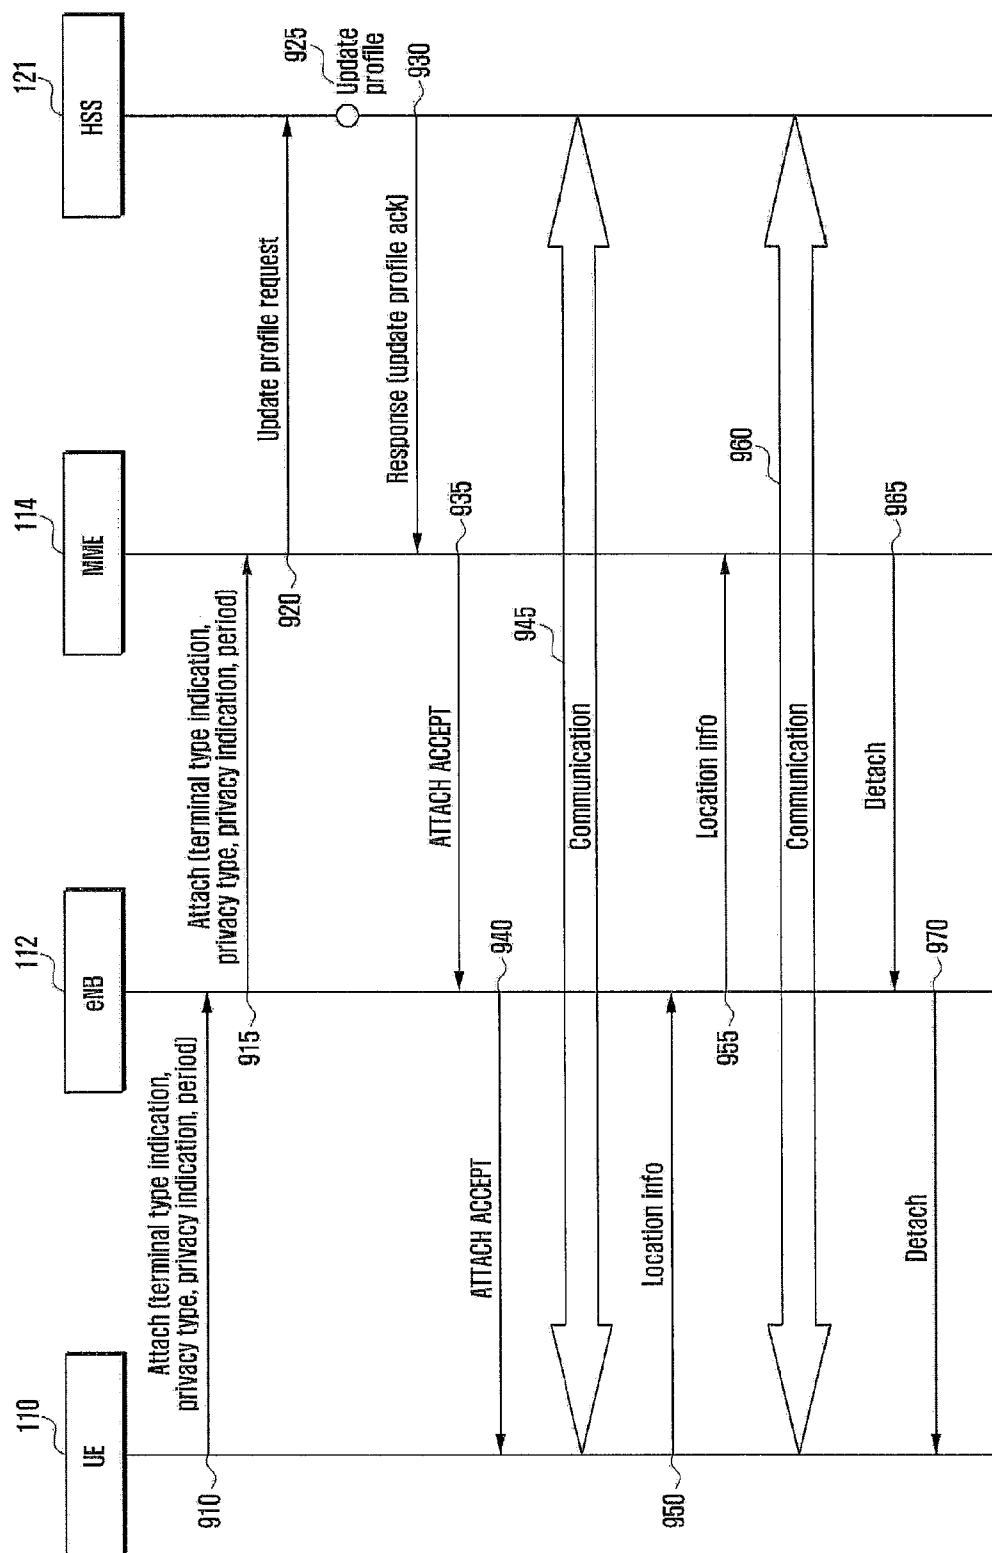 110
UE
112
eNB
114
MME
121
HSS
Attach (terminal type indication,
privacy type, privacy indication, period)
910
Attach (terminal type indication,
privacy type, privacy indication, period)
915
Update profile request
920
925
Update
profile
Response (update profile ack)
930
ATTACH ACCEPT
935
ATTACH ACCEPT
940
945
Communication
Location info
950
Location info
955
960
Communication
Detach
965
Detach
970